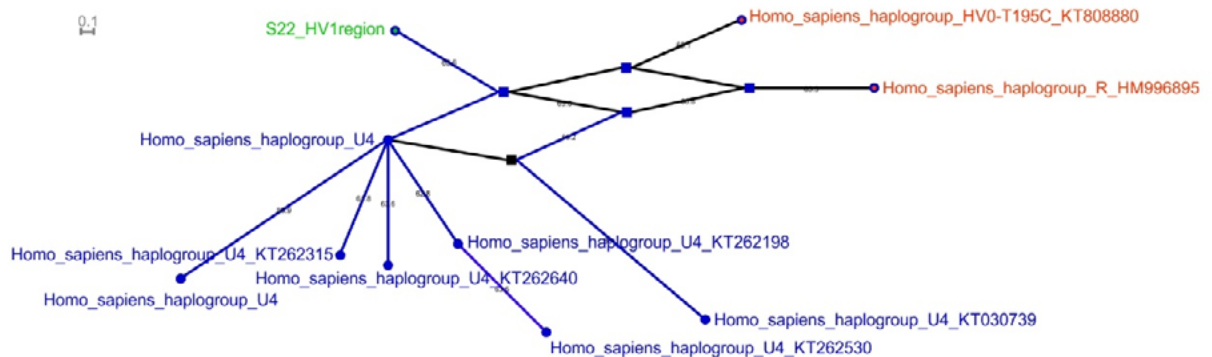 0.1
Homo_sapiens_haplogroup_HV0-T195C_KT808880
S22_HV1region
Homo_sapiens_haplogroup_R_HM996895
Homo_sapiens_haplogroup_U4
Homo_sapiens_haplogroup_U4_KT262198
Homo_sapiens_haplogroup_U4_KT262315
Homo_sapiens_haplogroup_U4_KT262640
Homo_sapiens_haplogroup_U4
Homo_sapiens_haplogroup_U4_KT030739
Homo_sapiens_haplogroup_U4_KT262530